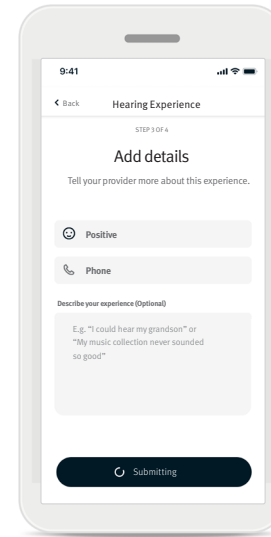 9:41
Back Hearing Experience
STEP 3 OF 4
Add details
Tell your provider more about this experience.
Positive
Phone
Describe your experience (Optional)
E.g. “I could hear my grandson” or
“My music collection never sounded
so good”
Submitting